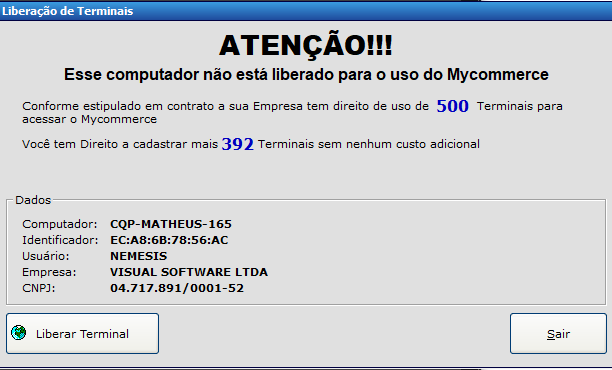 Liberação de Terminais
ATENÇÃO!!!
Esse computador não está liberado para o uso do Mycommerce
Conforme estipulado em contrato a sua Empresa tem direito de uso de 500 Terminais para
acessar o Mycommerce
Você tem Direito a cadastrar mais 392 Terminais sem nenhum custo adicional
Dados
Computador: CQP-MATHEUS-165
Identificador: EC:A8:6B:78:56:AC
Usuário: NEMESIS
Empresa: VISUAL SOFTWARE LTDA
CNPJ: 04.717.891/0001-52
Liberar Terminal
Sair